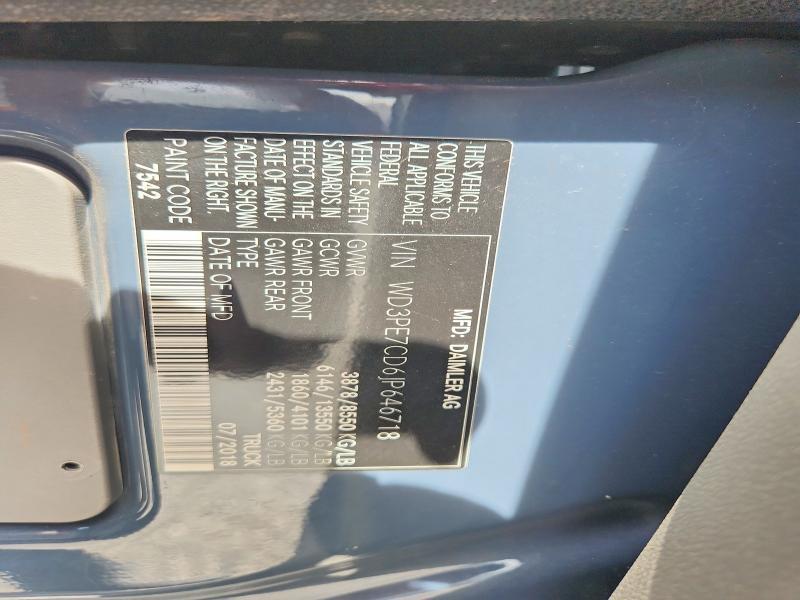 MFD: DAIMLER AG
THIS VEHICLE
CONFORMS TO
ALL APPLICABLE
FEDERAL
VEHICLE SAFETY
STANDARDS IN
EFFECT ON THE
DATE OF MANU-
FACTURE SHOWN
ON THE RIGHT.
PAINT CODE
7542
VIN WD3PE7CD6JP646718
GVWR 3878/8550 KG/LB
GCWR 6146/13550 KG/LB
GAWR FRONT 1860/4101 KG/LB
GAWR REAR 2431/5360 KG/LB
TYPE TRUCK
DATE OF MFD 07/2018